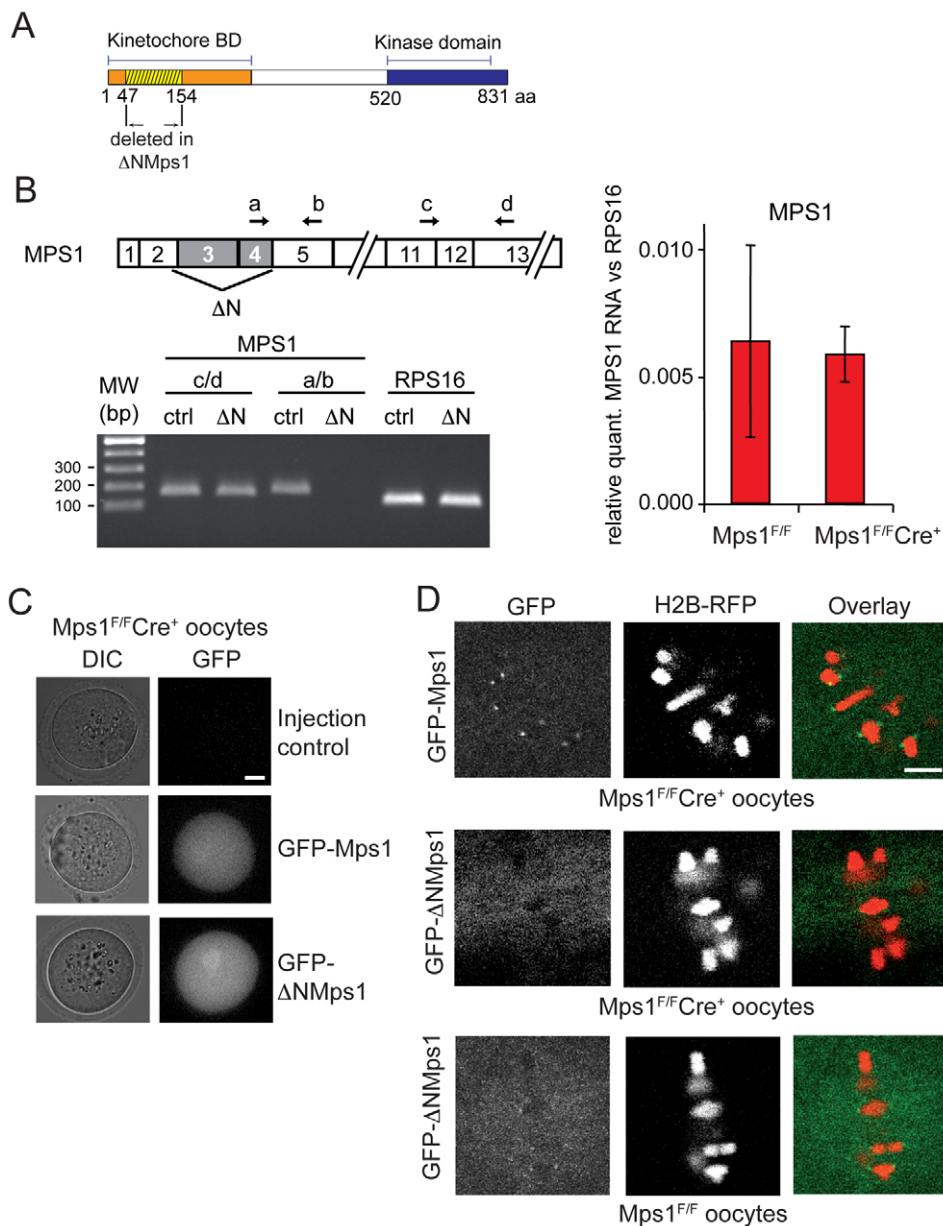 A
Kinetochore BD
Kinase domain
1 47 154 520 831 aa
deleted in
ΔNMps1
B
a b c d
MPS1 1 2 3 4 5 11 12 13
ΔN
MPS1
MW
(bp)
c/d a/b RPS16
ctrl ΔN ctrl ΔN ctrl ΔN
300
200
100
MPS1
relative quant. MPS1 RNA vs RPS16
0.010
0.005
0.000
Mps1F/F Mps1F/FCre+
C
Mps1F/FCre+ oocytes
DIC GFP
Injection
control
GFP-Mps1
GFP-
ΔNMps1
D
GFP H2B-RFP Overlay
GFP-Mps1
Mps1F/FCre+ oocytes
GFP-ΔNMps1
Mps1F/FCre+ oocytes
GFP-ΔNMps1
Mps1F/F oocytes